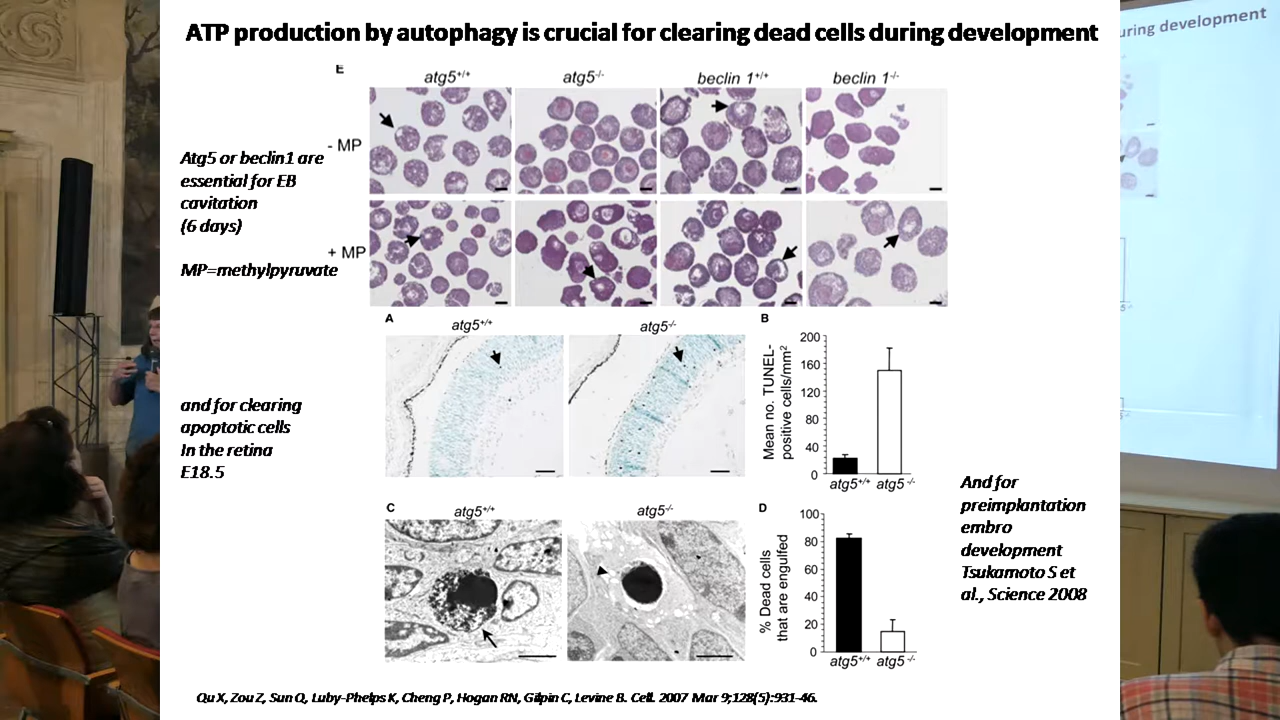 ATP production by autophagy is crucial for clearing dead cells during development
uring development
E
atg5+/+
atg5-/-
beclin 1+/+
beclin 1-/-
- MP
Atg5 or beclin1 are
essential for EB
cavitation
(6 days)
MP=methylpyruvate
+ MP
A
atg5+/+
atg5-/-
B
Mean no. TUNEL-
positive cells/mm2
200
160
120
80
40
0
atg5+/+
atg5-/-
and for clearing
apoptotic cells
In the retina
E18.5
C
atg5+/+
atg5-/-
D
% Dead cells
that are engulfed
100
80
60
40
20
0
atg5+/+
atg5-/-
And for
preimplantation
embro
development
Tsukamoto S et
al., Science 2008
Qu X, Zou Z, Sun Q, Luby-Phelps K, Cheng P, Hogan RN, Gilpin C, Levine B. Cell. 2007 Mar 9;128(5):931-46.